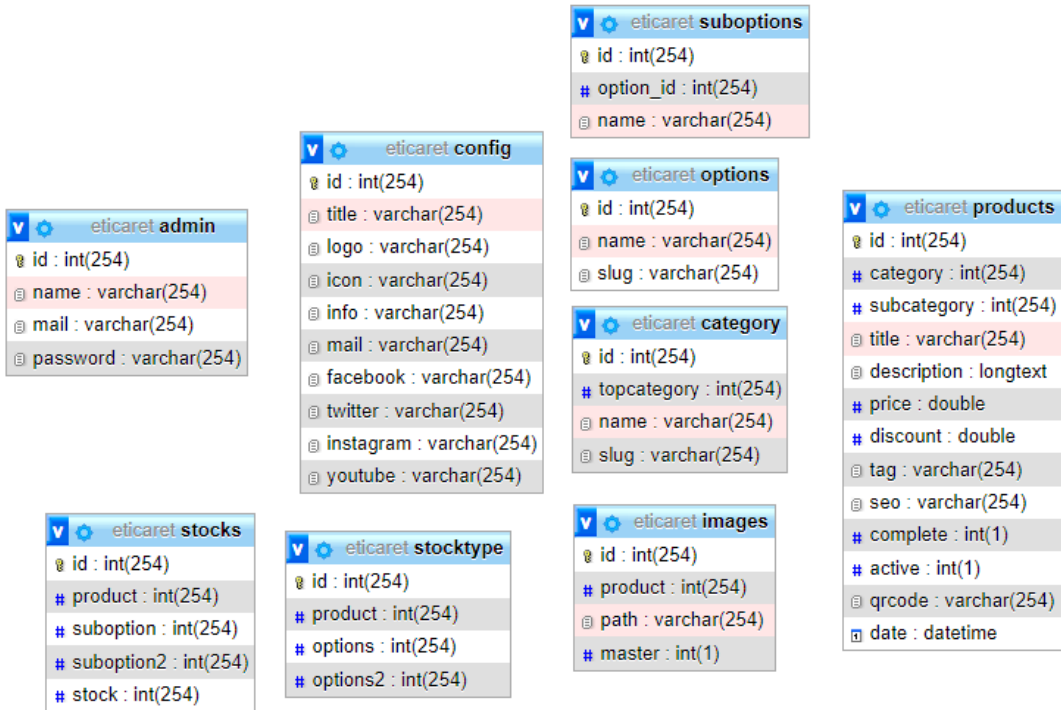 v eticaret suboptions
id : int(254)
# option_id : int(254)
name : varchar(254)
v eticaret config
id : int(254)
title : varchar(254)
logo : varchar(254)
icon : varchar(254)
info : varchar(254)
mail : varchar(254)
facebook : varchar(254)
twitter : varchar(254)
instagram : varchar(254)
youtube : varchar(254)
v eticaret options
id : int(254)
name : varchar(254)
slug : varchar(254)
v eticaret products
id : int(254)
# category : int(254)
# subcategory : int(254)
title : varchar(254)
description : longtext
# price : double
# discount : double
tag : varchar(254)
seo : varchar(254)
# complete : int(1)
# active : int(1)
qrcode : varchar(254)
date : datetime
v eticaret admin
id : int(254)
name : varchar(254)
mail : varchar(254)
password : varchar(254)
v eticaret category
id : int(254)
# topcategory : int(254)
name : varchar(254)
slug : varchar(254)
v eticaret stocks
id : int(254)
# product : int(254)
# suboption : int(254)
# suboption2 : int(254)
# stock : int(254)
v eticaret stocktype
id : int(254)
# product : int(254)
# options : int(254)
# options2 : int(254)
v eticaret images
id : int(254)
# product : int(254)
path : varchar(254)
# master : int(1)